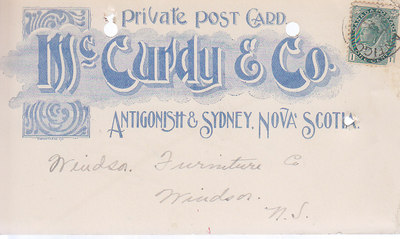 Private Post Card.
McCurdy & Co.
Antigonish & Sydney, Nova Scotia.
Windsor Furniture Co
Windsor
N.S.